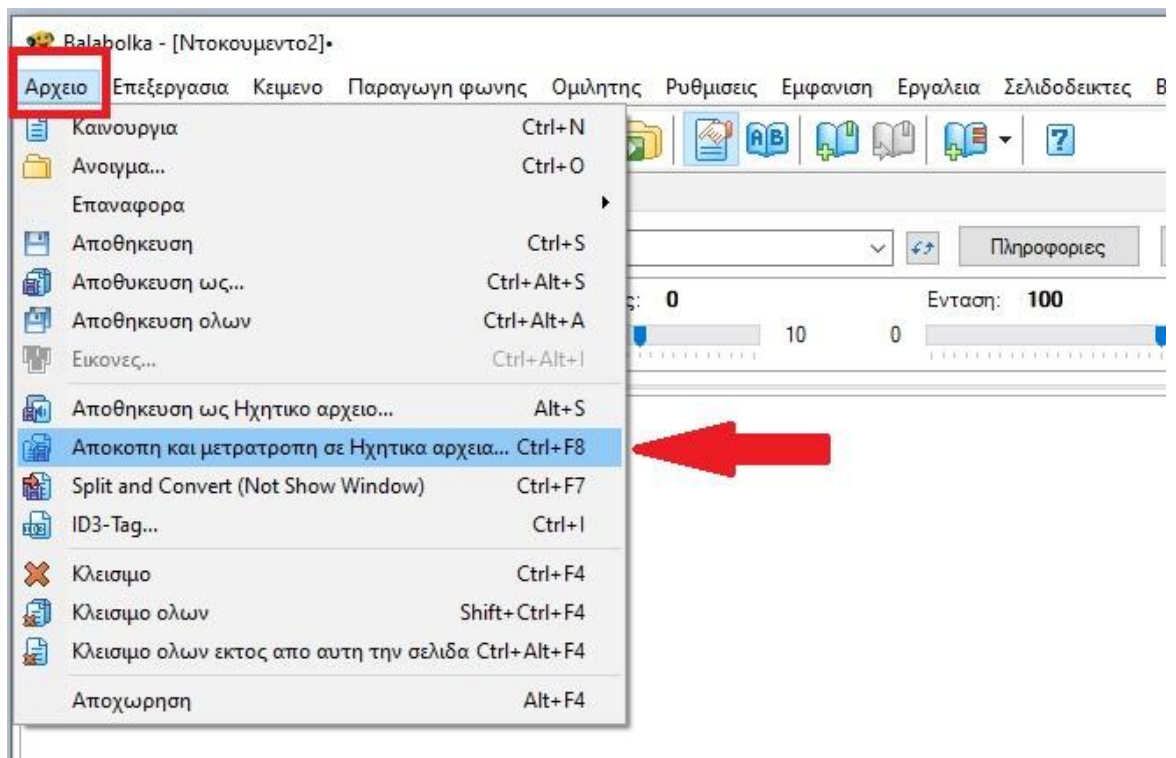 Balabolka - [Ντοκουμεντο2]•
Αρχειο Επεξεργασια Κειμενο Παραγωγη φωνης Ομιλητης Ρυθμισεις Εμφανιση Εργαλεια Σελιδοδεικτες
Καινουργια Ctrl+N
Ανοιγμα... Ctrl+O
Επαναφορα
Αποθηκευση Ctrl+S
Πληροφοριες
Αποθυκευση ως... Ctrl+Alt+S
0 Ενταση: 100
Αποθηκευση ολων Ctrl+Alt+A
10 0
Εικονες... Ctrl+Alt+I
Αποθηκευση ως Ηχητικο αρχειο... Alt+S
Αποκοπη και μετρατροπη σε Ηχητικα αρχεια... Ctrl+F8
Split and Convert (Not Show Window) Ctrl+F7
ID3-Tag... Ctrl+I
Κλεισιμο Ctrl+F4
Κλεισιμο ολων Shift+Ctrl+F4
Κλεισιμο ολων εκτος απο αυτη την σελιδα Ctrl+Alt+F4
Αποχωρηση Alt+F4